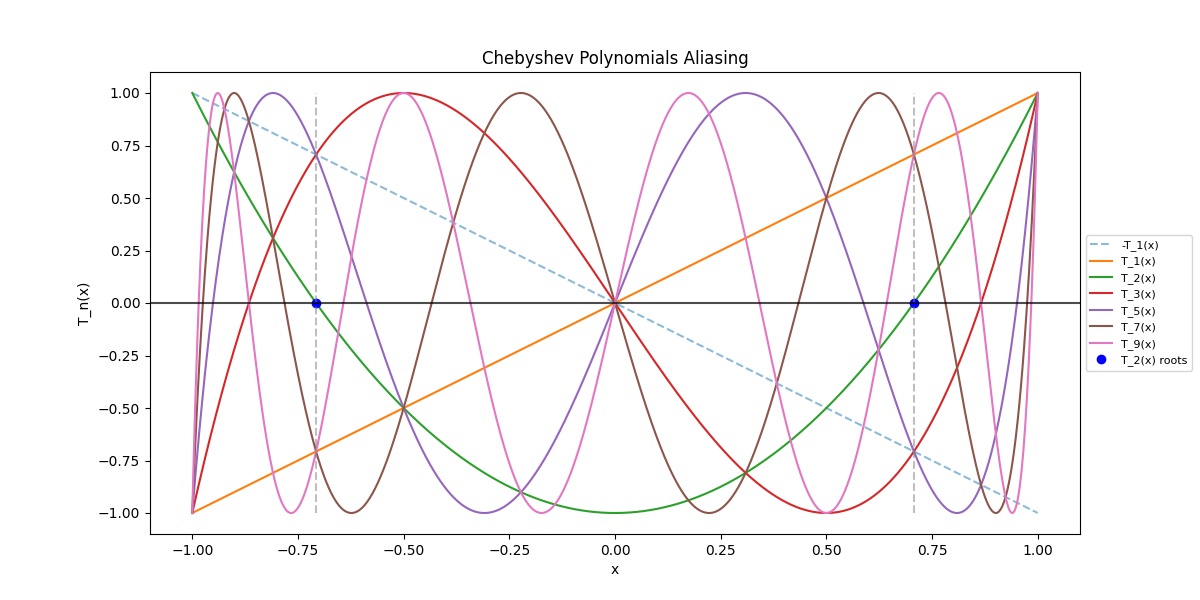 Chebyshev Polynomials Aliasing
T_n(x)
1.00
0.75
0.50
0.25
0.00
−0.25
−0.50
−0.75
−1.00
−1.00
−0.75
−0.50
−0.25
0.00
0.25
0.50
0.75
1.00
x
-T_1(x)
T_1(x)
T_2(x)
T_3(x)
T_5(x)
T_7(x)
T_9(x)
T_2(x) roots